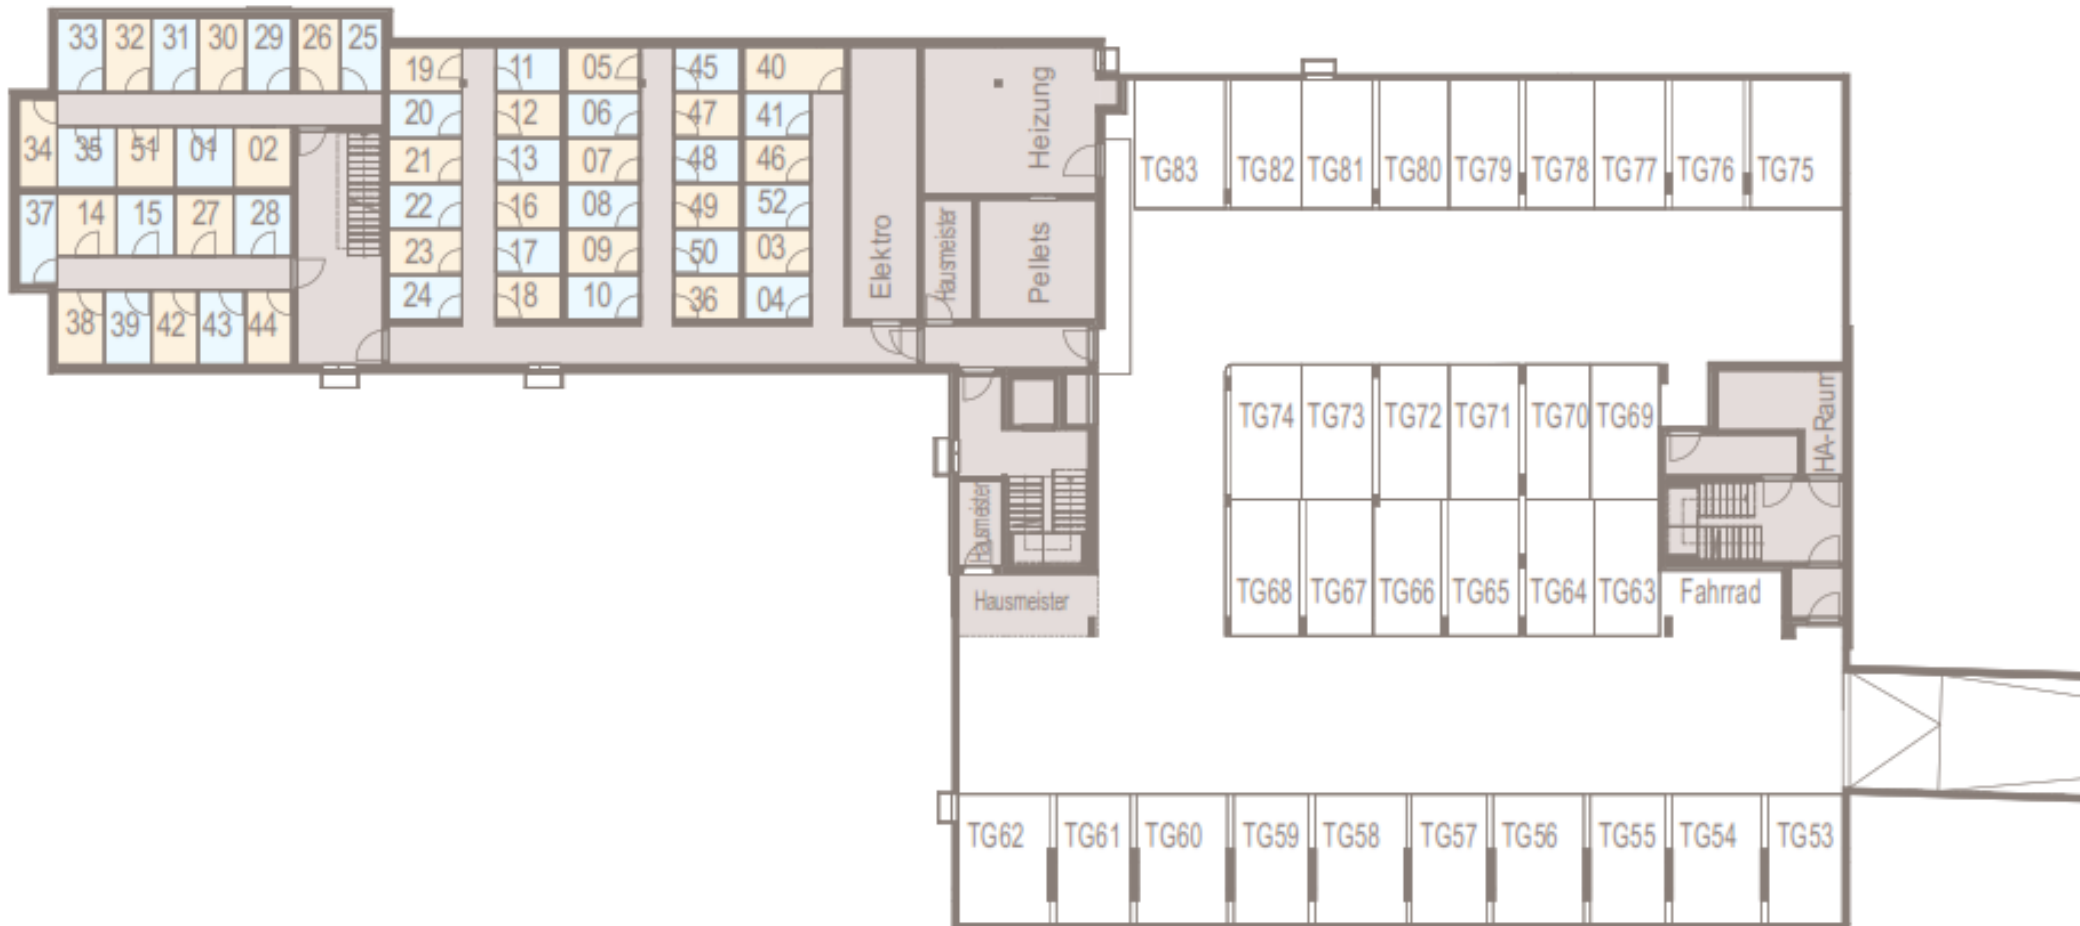 33 32 31 30 29 26 25
34 35 51 01 02
37 14 15 27 28
38 39 42 43 44
19 11 05 45 40
20 12 06 47 41
21 13 07 48 46
22 16 08 49 52
23 17 09 50 03
24 18 10 36 04
Elektro
Heizung
Hausmeister
Pellets
Hausmeister
Hausmeister
TG83 TG82 TG81 TG80 TG79 TG78 TG77 TG76 TG75
TG74 TG73 TG72 TG71 TG70 TG69
HA-Raum
TG68 TG67 TG66 TG65 TG64 TG63 Fahrrad
TG62 TG61 TG60 TG59 TG58 TG57 TG56 TG55 TG54 TG53